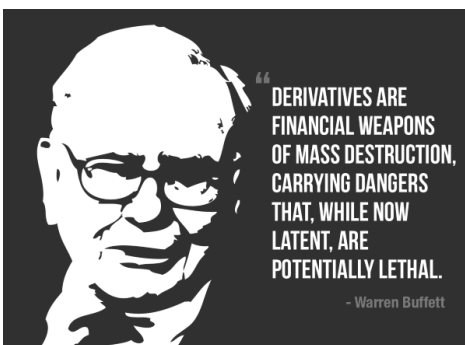 “
DERIVATIVES ARE
FINANCIAL WEAPONS
OF MASS DESTRUCTION,
CARRYING DANGERS
THAT, WHILE NOW
LATENT, ARE
POTENTIALLY LETHAL.
- Warren Buffett